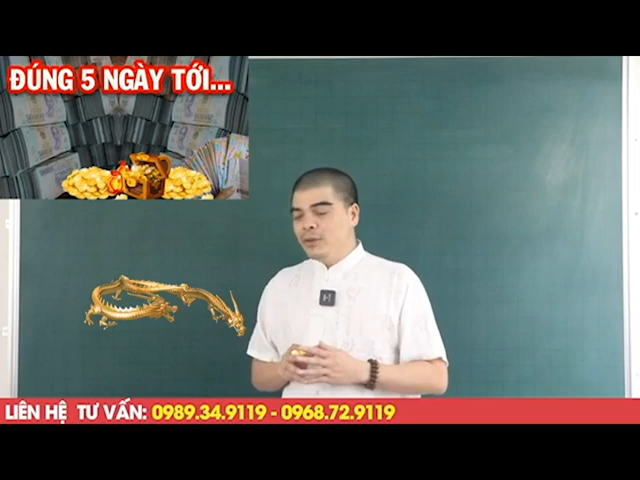 ĐÚNG 5 NGÀY TỚI...
LIÊN HỆ TƯ VẤN: 0989.34.9119 - 0968.72.9119